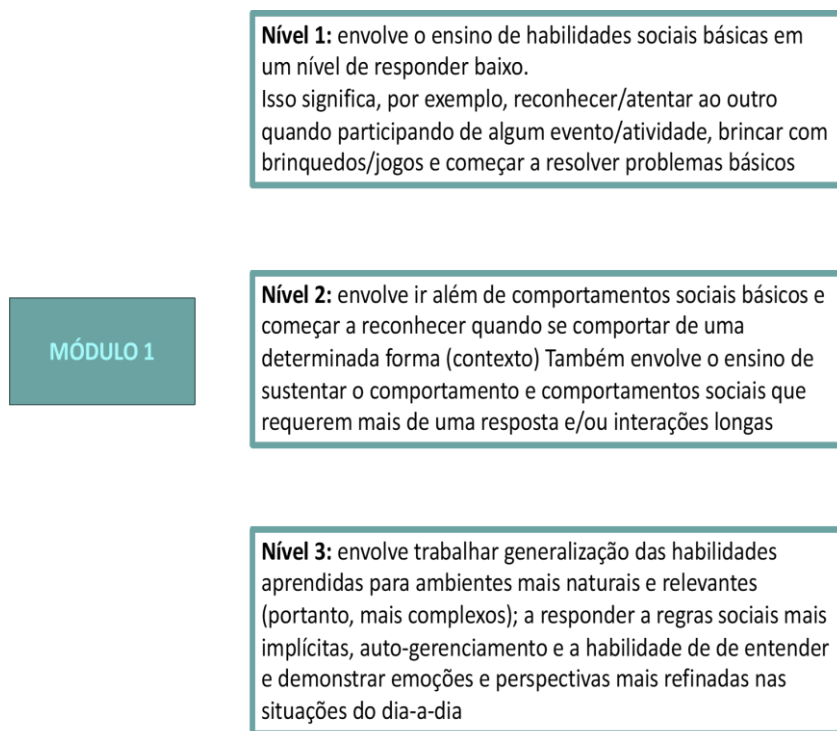 Nível 1: envolve o ensino de habilidades sociais básicas em
um nível de responder baixo.
Isso significa, por exemplo, reconhecer/atentar ao outro
quando participando de algum evento/atividade, brincar com
brinquedos/jogos e começar a resolver problemas básicos
MÓDULO 1
Nível 2: envolve ir além de comportamentos sociais básicos e
começar a reconhecer quando se comportar de uma
determinada forma (contexto) Também envolve o ensino de
sustentar o comportamento e comportamentos sociais que
requerem mais de uma resposta e/ou interações longas
Nível 3: envolve trabalhar generalização das habilidades
aprendidas para ambientes mais naturais e relevantes
(portanto, mais complexos); a responder a regras sociais mais
implícitas, auto-gerenciamento e a habilidade de de entender
e demonstrar emoções e perspectivas mais refinadas nas
situações do dia-a-dia